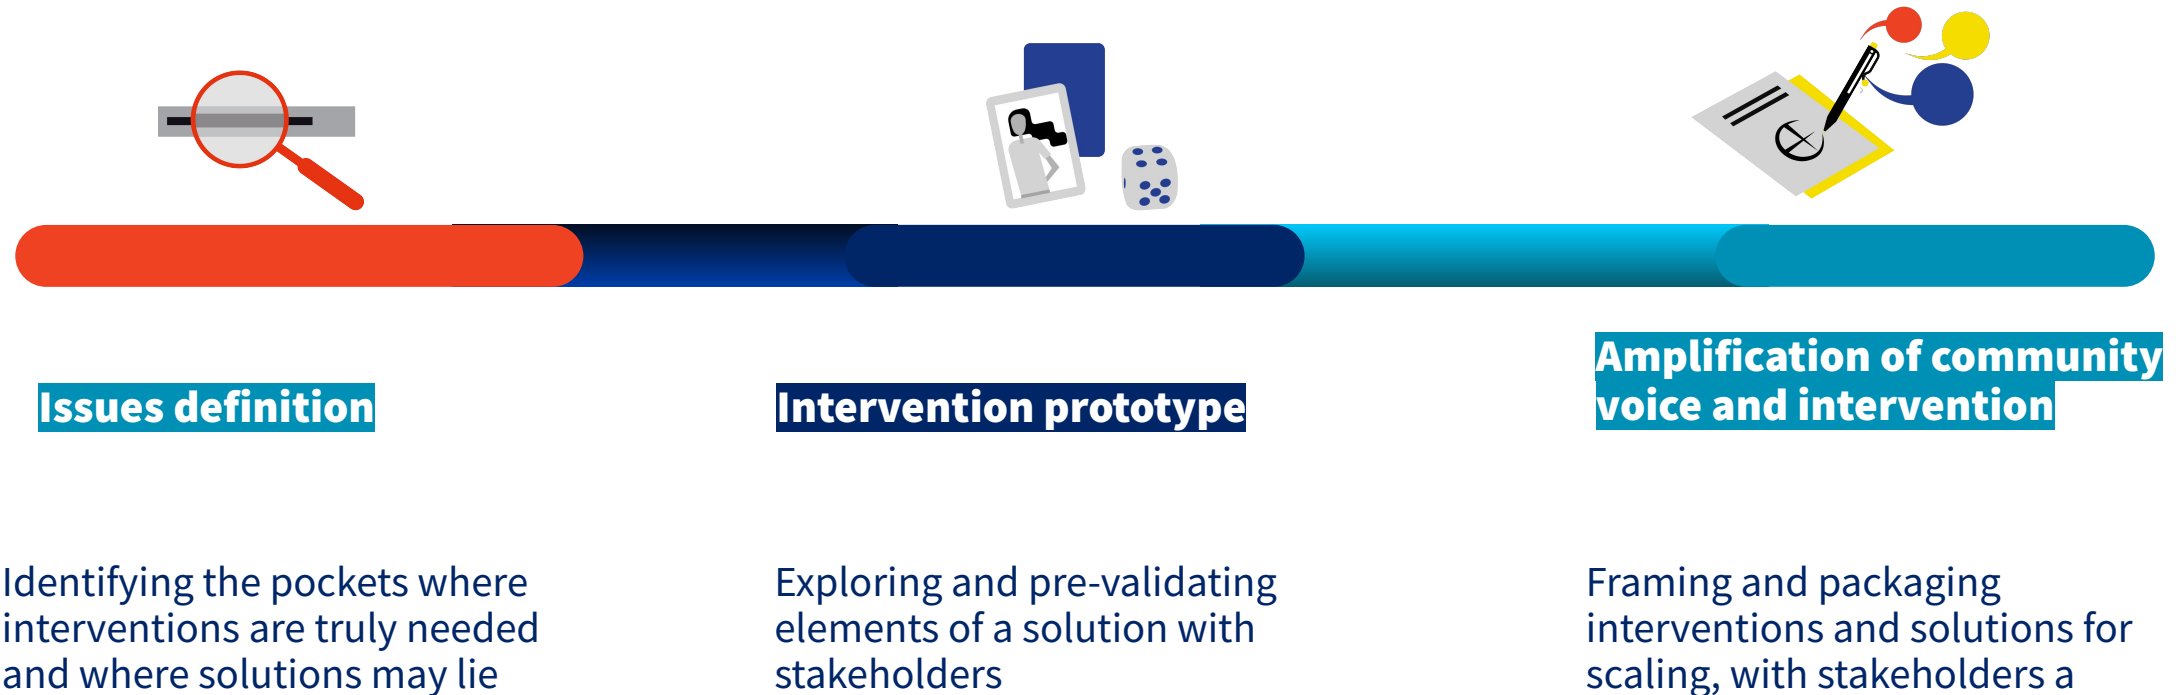 Issues definition
Intervention prototype
Amplification of community
voice and intervention
Identifying the pockets where
interventions are truly needed
and where solutions may lie
Exploring and pre-validating
elements of a solution with
stakeholders
Framing and packaging
interventions and solutions for
scaling, with stakeholders a